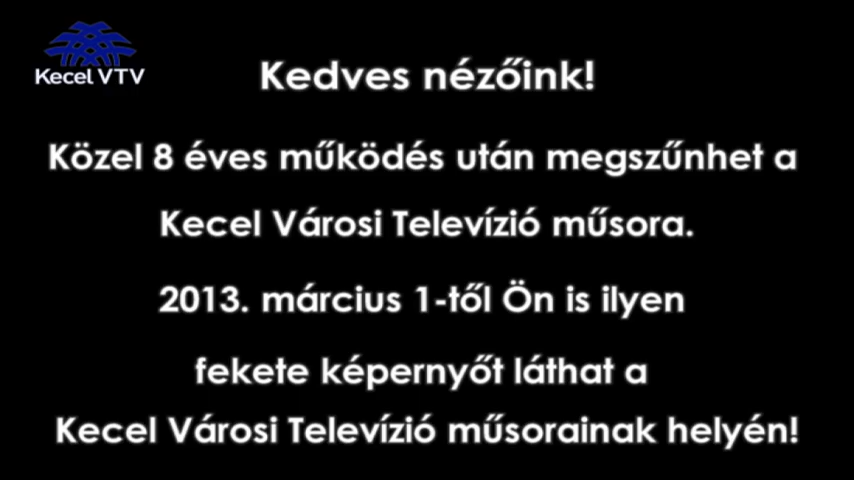 Kecel VTV
Kedves nézőink!
Közel 8 éves működés után megszűnhet a
Kecel Városi Televízió műsora.
2013. március 1-től Ön is ilyen
fekete képernyőt láthat a
Kecel Városi Televízió műsorainak helyén!